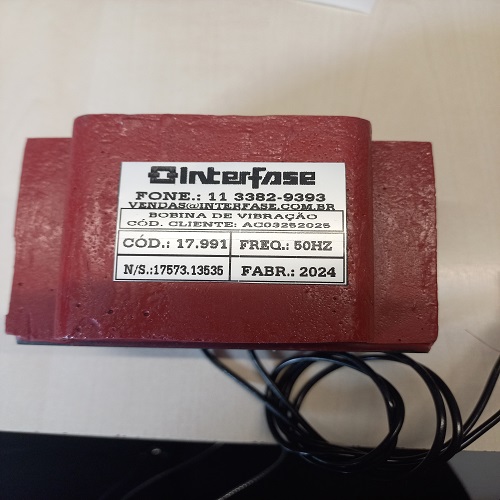 Interfase
FONE.: 11 3382-9393
VENDAS@INTERFASE.COM.BR
BOBINA DE VIBRAÇÃO
CÓD. CLIENTE: AC03252025
CÓD.: 17.991 FREQ.: 50HZ
N/S.:17573.13535 FABR.: 2024